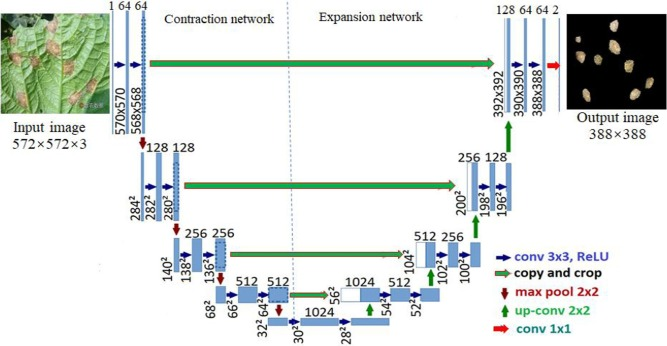 Contraction network
Expansion network
1 64 64
128 64 64 2
570x570
568x568
392x392
390x390
388x388
Input image
572×572×3
Output image
388×388
128 128
284²
282²
280²
256 128
200²
198²
196²
256 256
140²
138²
136²
512 256
104²
102²
100²
512 512
68²
66²
64²
1024 512
56²
54²
52²
1024
32²
30²
28²
conv 3x3, ReLU
copy and crop
max pool 2x2
up-conv 2x2
conv 1x1